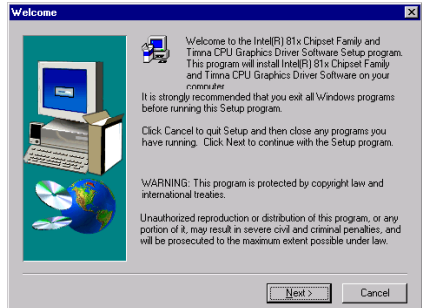 Welcome
Welcome to the Intel(R) 81x Chipset Family and
Timna CPU Graphics Driver Software Setup program.
This program will install Intel(R) 81x Chipset Family
and Timna CPU Graphics Driver Software on your
computer.
It is strongly recommended that you exit all Windows programs
before running this Setup program.
Click Cancel to quit Setup and then close any programs you
have running. Click Next to continue with the Setup program.
WARNING: This program is protected by copyright law and
international treaties.
Unauthorized reproduction or distribution of this program, or any
portion of it, may result in severe civil and criminal penalties, and
will be prosecuted to the maximum extent possible under law.
Next > Cancel